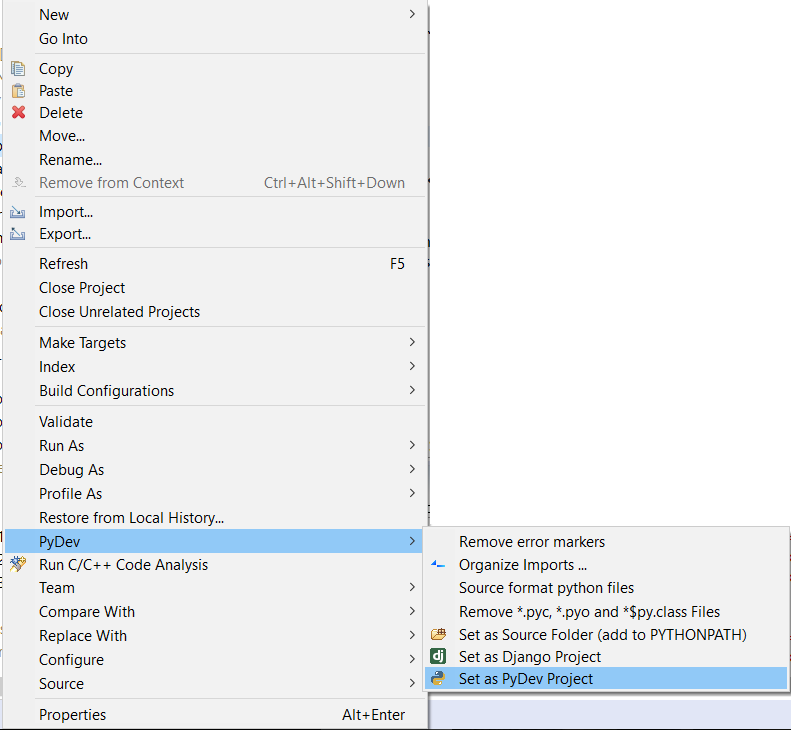 New
Go Into
Copy
Paste
Delete
Move...
Rename...
Remove from Context Ctrl+Alt+Shift+Down
Import...
Export...
Refresh F5
Close Project
Close Unrelated Projects
Make Targets
Index
Build Configurations
Validate
Run As
Debug As
Profile As
Restore from Local History...
PyDev
Run C/C++ Code Analysis
Team
Compare With
Replace With
Configure
Source
Properties Alt+Enter
Remove error markers
Organize Imports ...
Source format python files
Remove *.pyc, *.pyo and *$py.class Files
Set as Source Folder (add to PYTHONPATH)
dj Set as Django Project
Set as PyDev Project